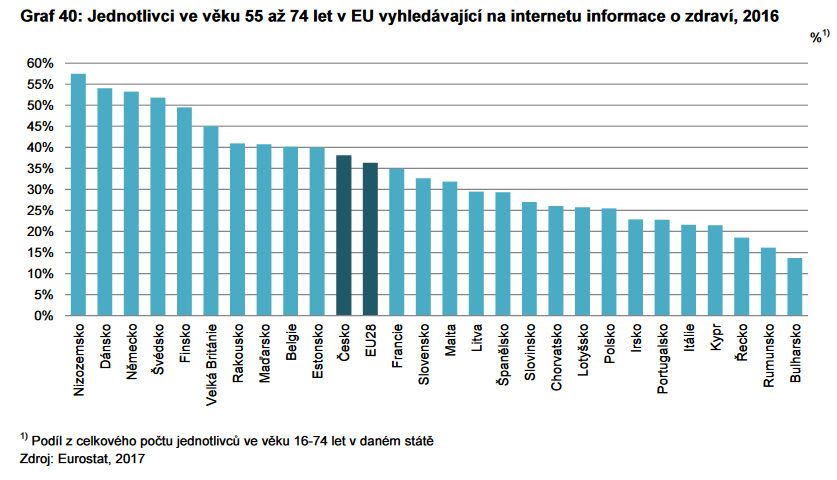 Graf 40: Jednotlivci ve věku 55 až 74 let v EU vyhledávající na internetu informace o zdraví, 2016
%1)
60%
55%
50%
45%
40%
35%
30%
25%
20%
15%
10%
5%
0%
Nizozemsko
Dánsko
Německo
Švédsko
Finsko
Velká Británie
Rakousko
Maďarsko
Belgie
Estonsko
Česko
EU28
Francie
Slovensko
Malta
Litva
Španělsko
Slovinsko
Chorvatsko
Lotyšsko
Polsko
Irsko
Portugalsko
Itálie
Kypr
Řecko
Rumunsko
Bulharsko
1) Podíl z celkového počtu jednotlivců ve věku 16-74 let v daném státě
Zdroj: Eurostat, 2017